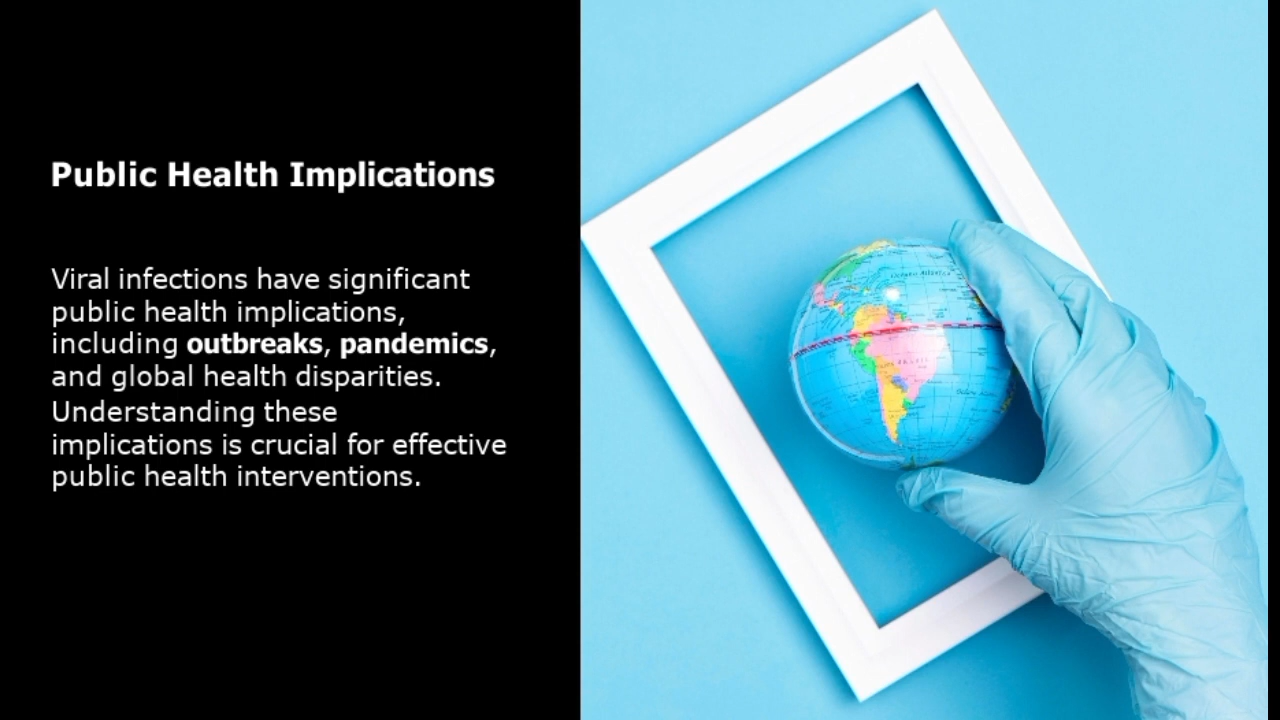 Public Health Implications
Viral infections have significant
public health implications,
including outbreaks, pandemics,
and global health disparities.
Understanding these
implications is crucial for effective
public health interventions.
BRASIL